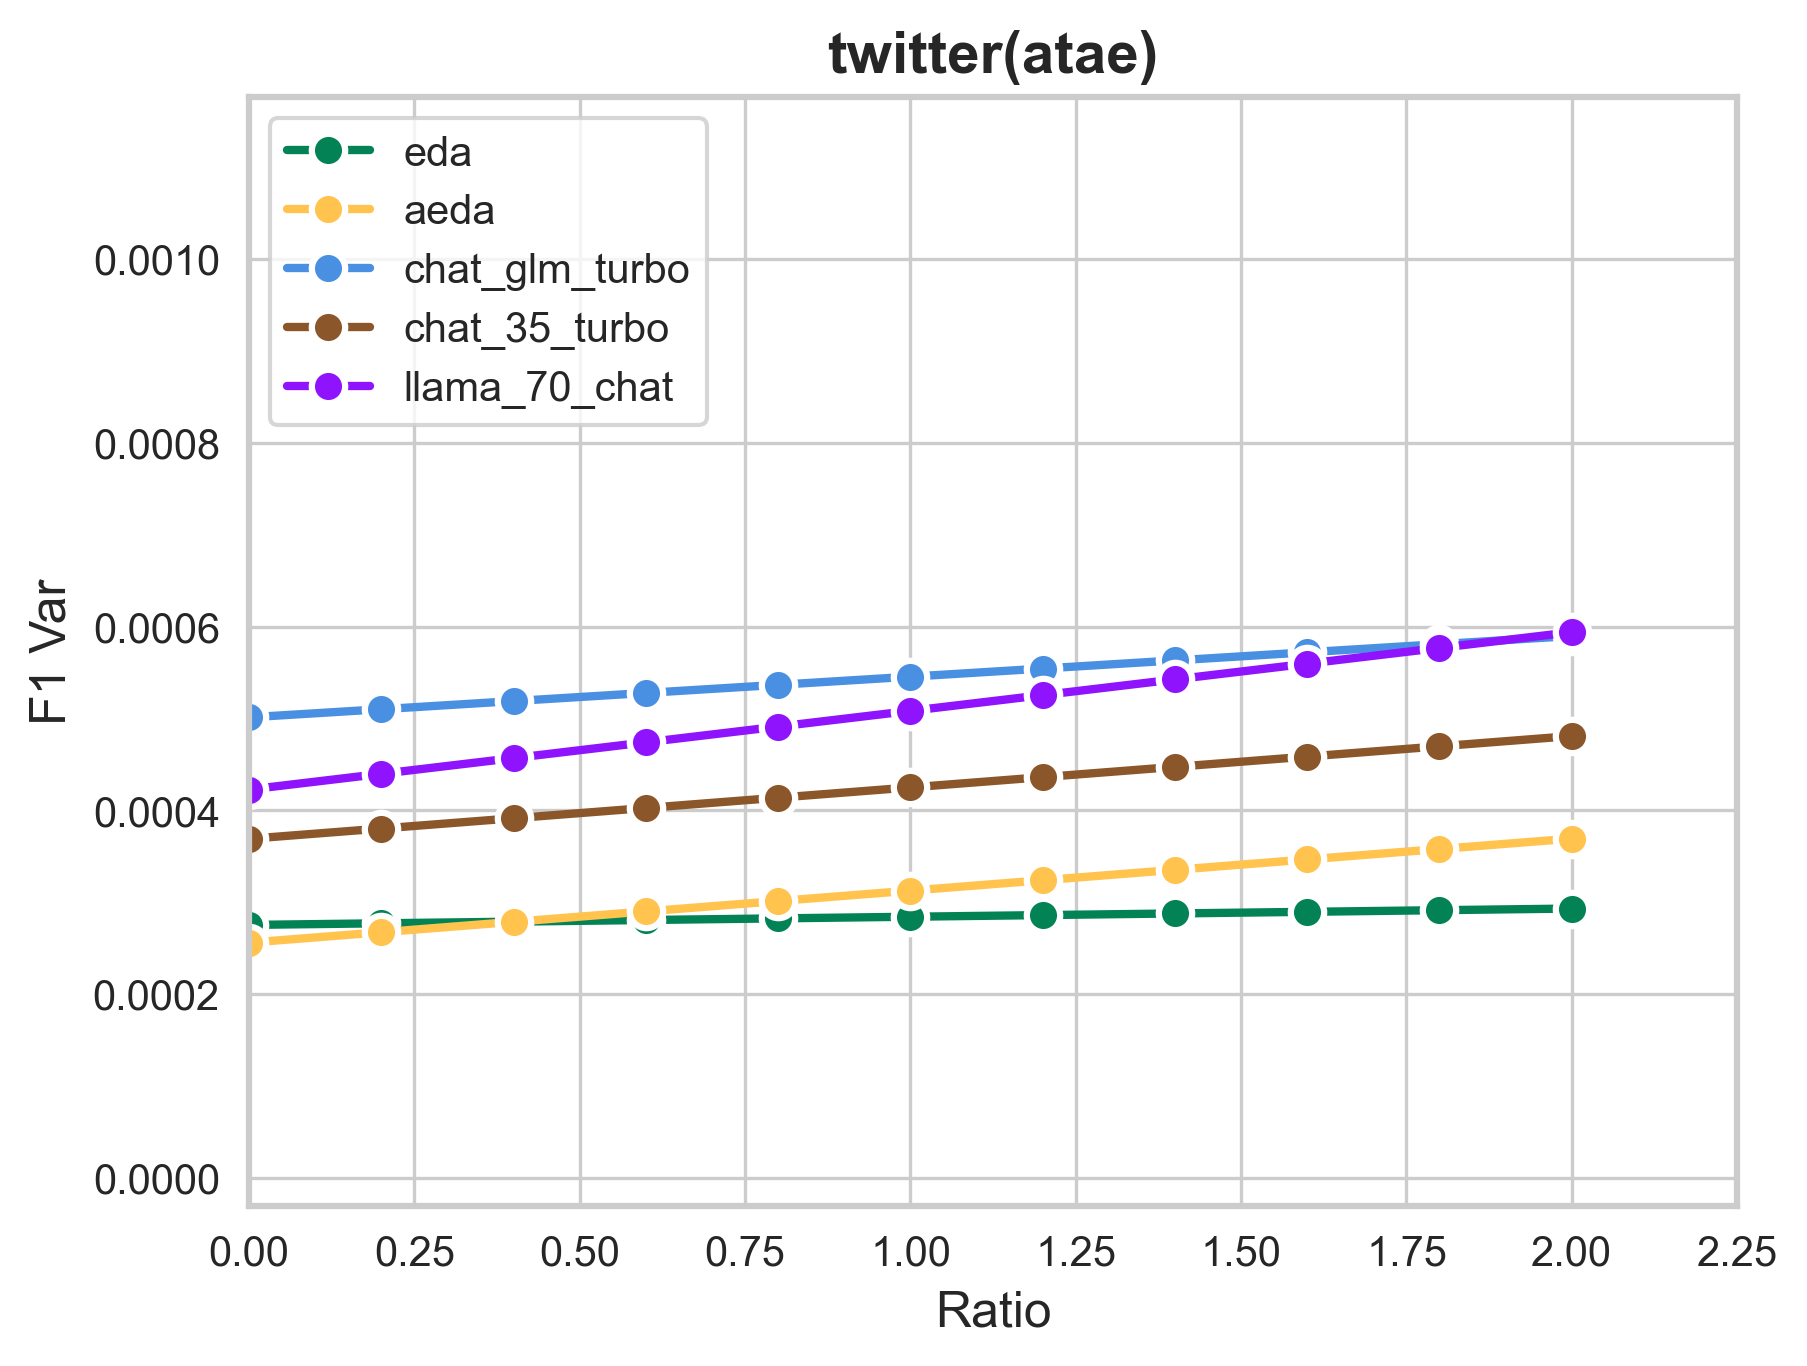 twitter(atae)
eda
aeda
chat_glm_turbo
chat_35_turbo
llama_70_chat
F1 Var
0.0010
0.0008
0.0006
0.0004
0.0002
0.0000
0.00 0.25 0.50 0.75 1.00 1.25 1.50 1.75 2.00 2.25
Ratio